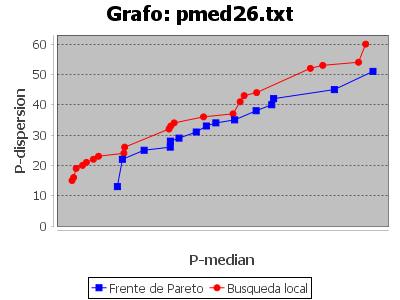 Grafo: pmed26.txt
P-dispersion
60
50
40
30
20
10
0
P-median
Frente de Pareto
Busqueda local